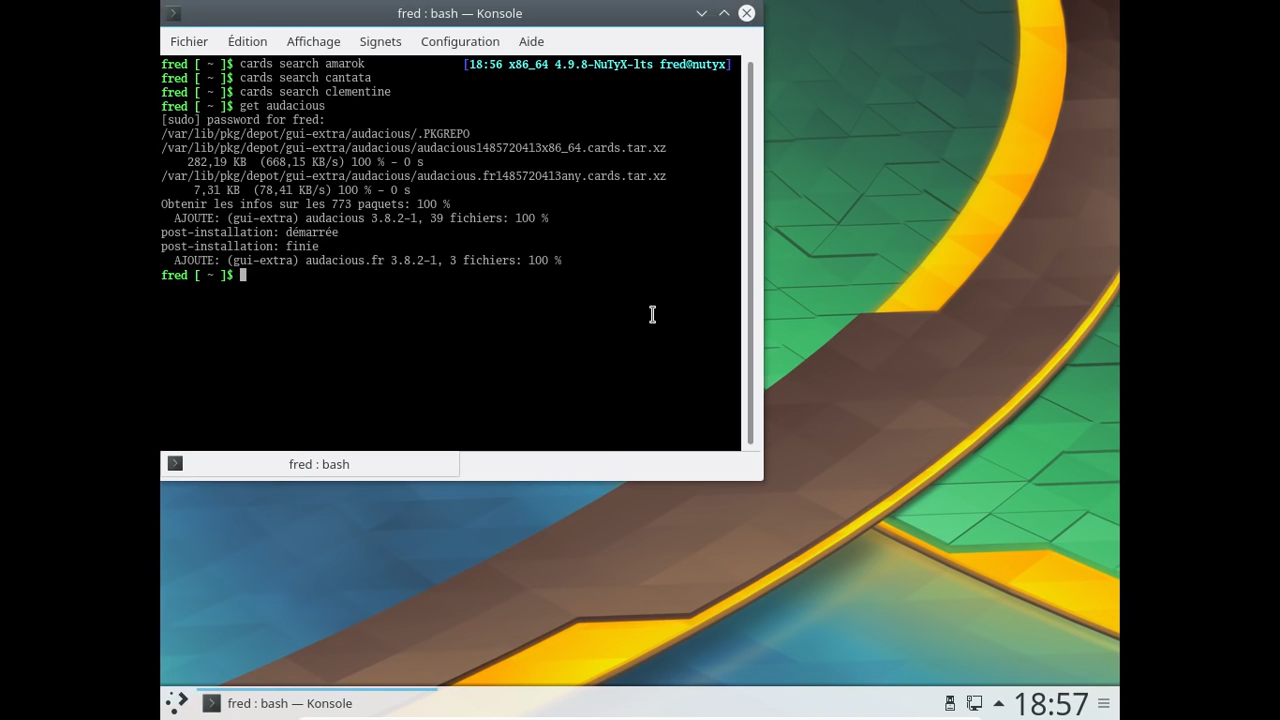 fred : bash — Konsole
Fichier Édition Affichage Signets Configuration Aide
fred [ ~ ]$ cards search amarok [18:56 x86_64 4.9.8-NuTyX-lts fred@nutyx]
fred [ ~ ]$ cards search cantata
fred [ ~ ]$ cards search clementine
fred [ ~ ]$ get audacious
[sudo] password for fred:
/var/lib/pkg/depot/gui-extra/audacious/.PKGREPO
/var/lib/pkg/depot/gui-extra/audacious/audacious1485720413x86_64.cards.tar.xz
282,19 KB (668,15 KB/s) 100 % - 0 s
/var/lib/pkg/depot/gui-extra/audacious/audacious.fr1485720413any.cards.tar.xz
7,31 KB (78,41 KB/s) 100 % - 0 s
Obtenir les infos sur les 773 paquets: 100 %
AJOUTE: (gui-extra) audacious 3.8.2-1, 39 fichiers: 100 %
post-installation: démarrée
post-installation: finie
AJOUTE: (gui-extra) audacious.fr 3.8.2-1, 3 fichiers: 100 %
fred [ ~ ]$
fred : bash
fred : bash — Konsole
18:57